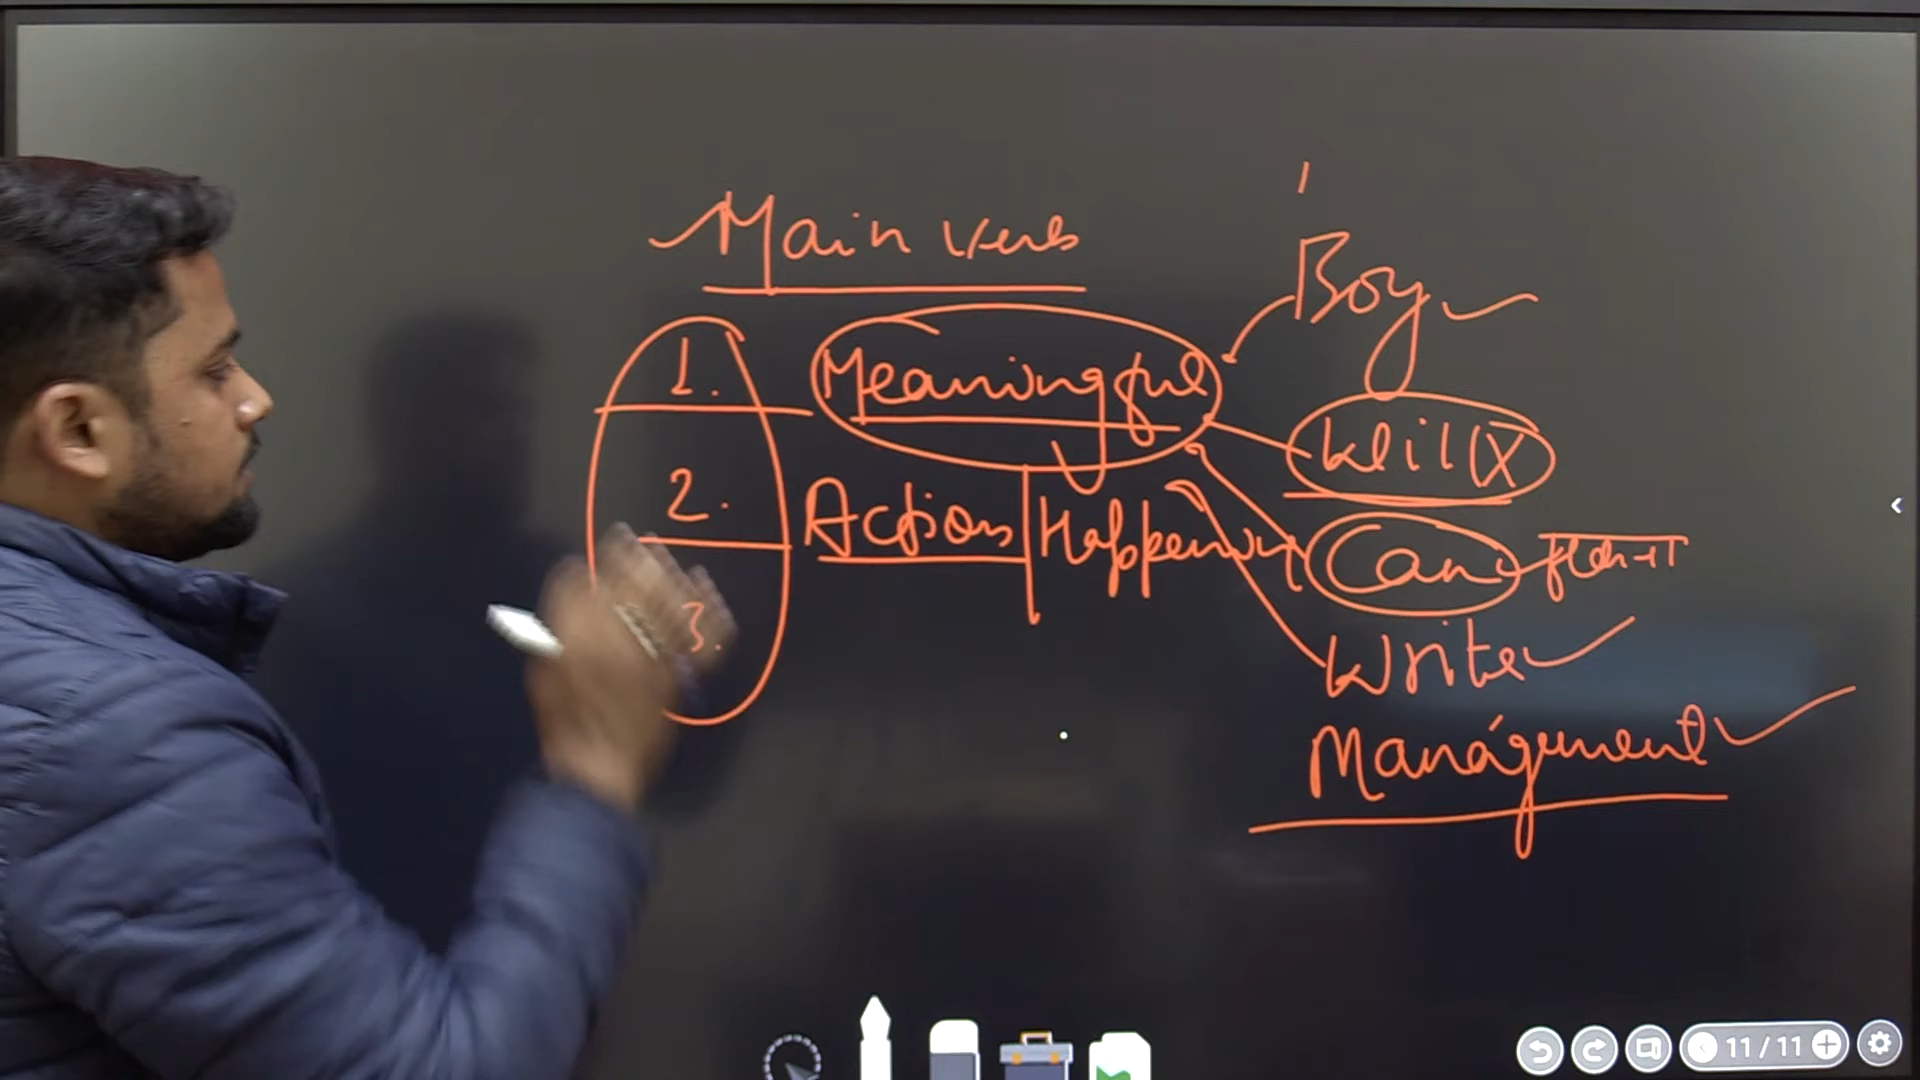 Main Verb
Boy
1. Meaningful
Will X
2. Action Happening
Can
3.
Write
Management
11/11